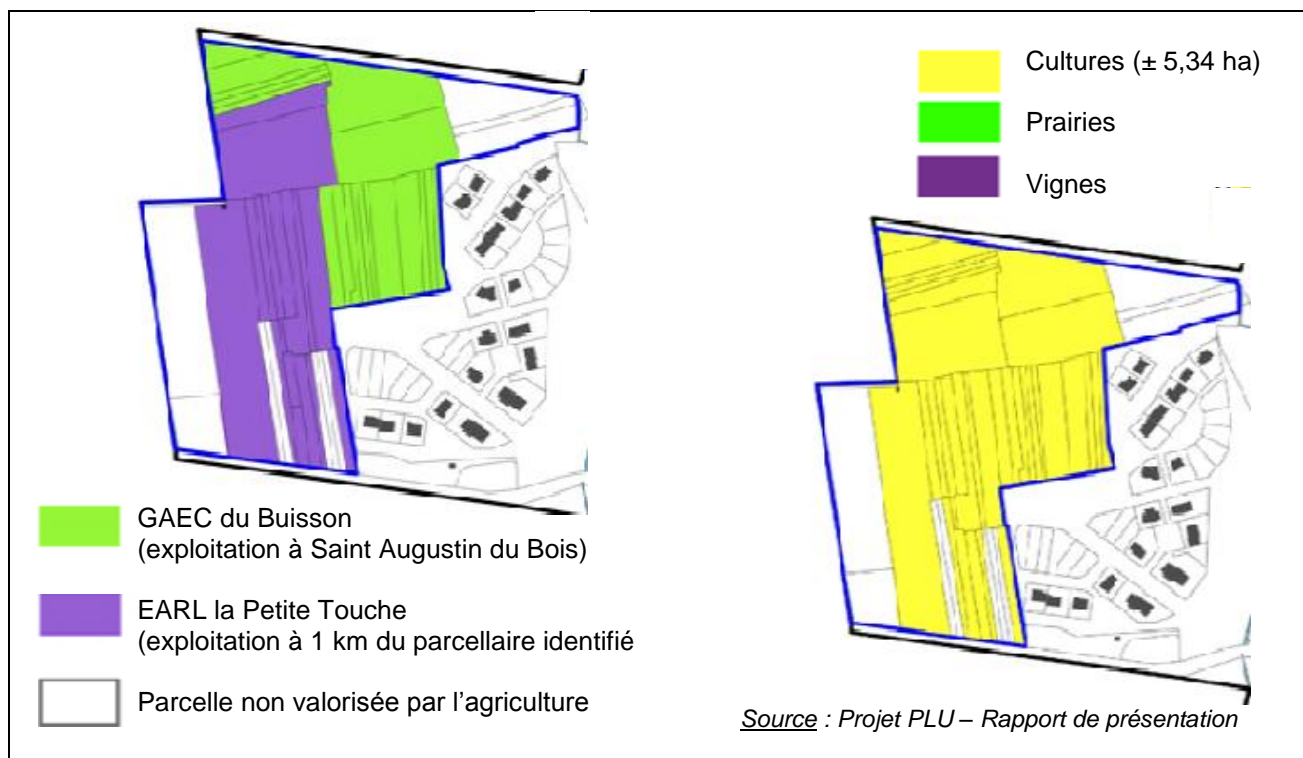 Cultures (± 5,34 ha)
Prairies
Vignes
GAEC du Buisson
(exploitation à Saint Augustin du Bois)
EARL la Petite Touche
(exploitation à 1 km du parcellaire identifié
Parcelle non valorisée par l’agriculture
Source : Projet PLU – Rapport de présentation